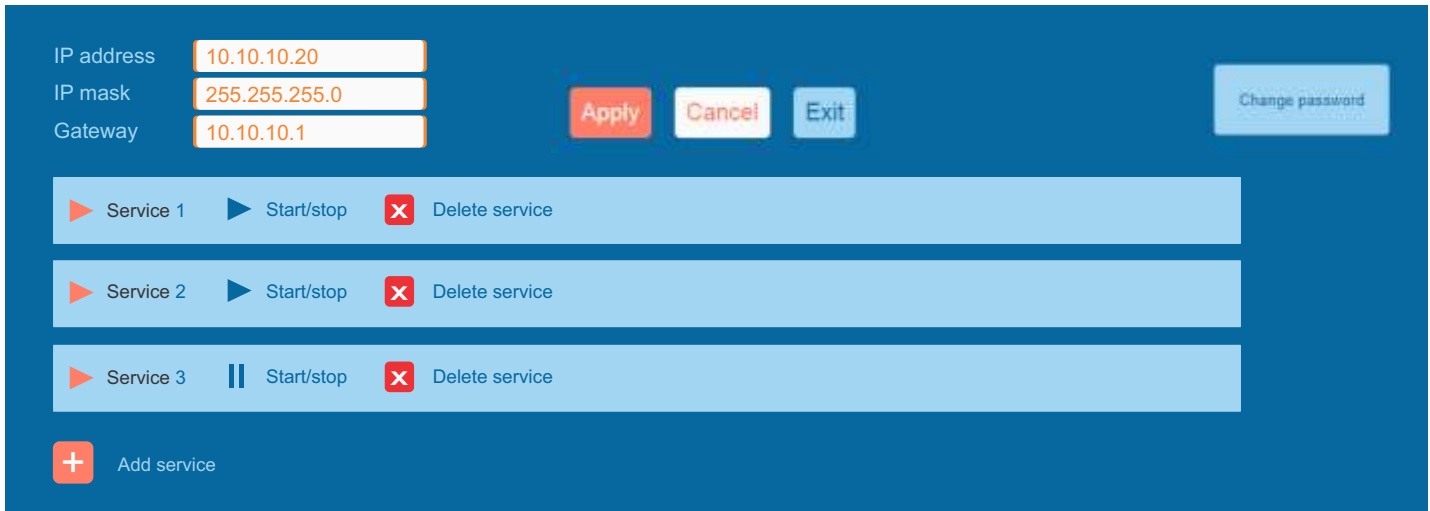 IP address 10.10.10.20
IP mask 255.255.255.0
Gateway 10.10.10.1
Apply Cancel Exit
Change password
Service 1 Start/stop x Delete service
Service 2 Start/stop x Delete service
Service 3 Start/stop x Delete service
+ Add service